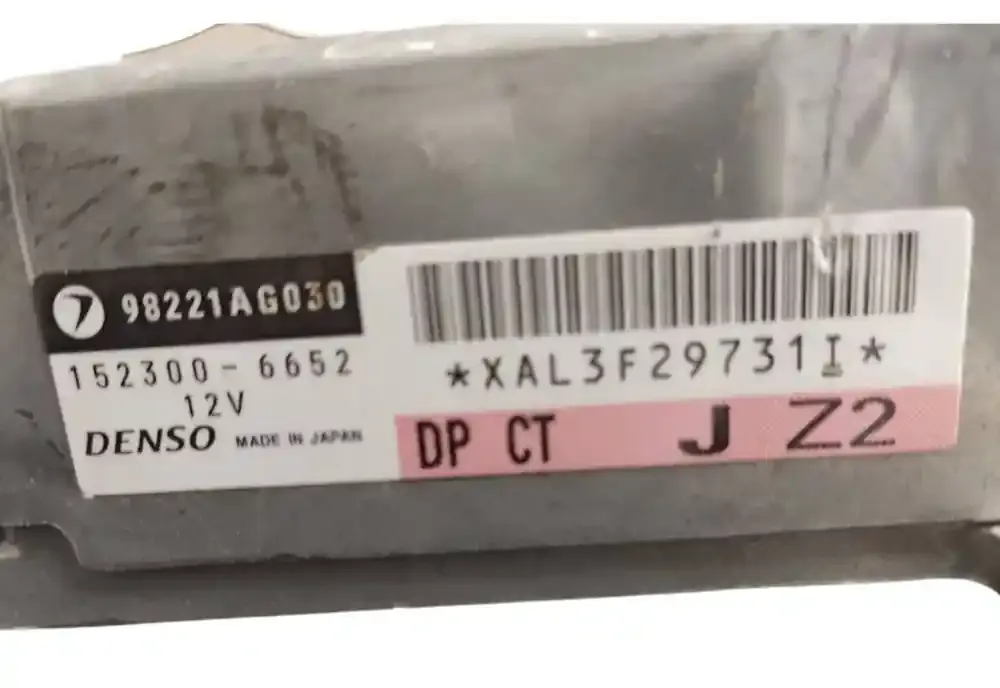 98221AG030
152300-6652
12V
DENSO MADE IN JAPAN
*XAL3F29731I*
DP CT J Z2